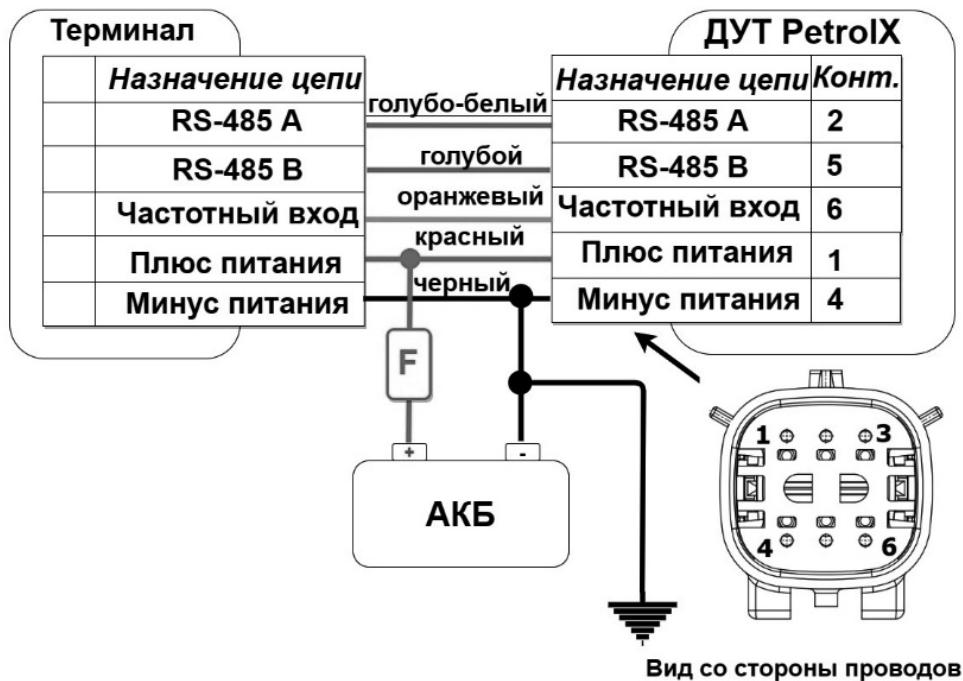 Терминал
ДУТ PetrolX
Назначение цепи
Назначение цепи Конт.
голубо-белый
RS-485 A
RS-485 A 2
голубой
RS-485 B
RS-485 B 5
оранжевый
Частотный вход
Частотный вход 6
красный
Плюс питания
Плюс питания 1
черный
Минус питания
Минус питания 4
F
+
-
АКБ
1
3
4
6
Вид со стороны проводов